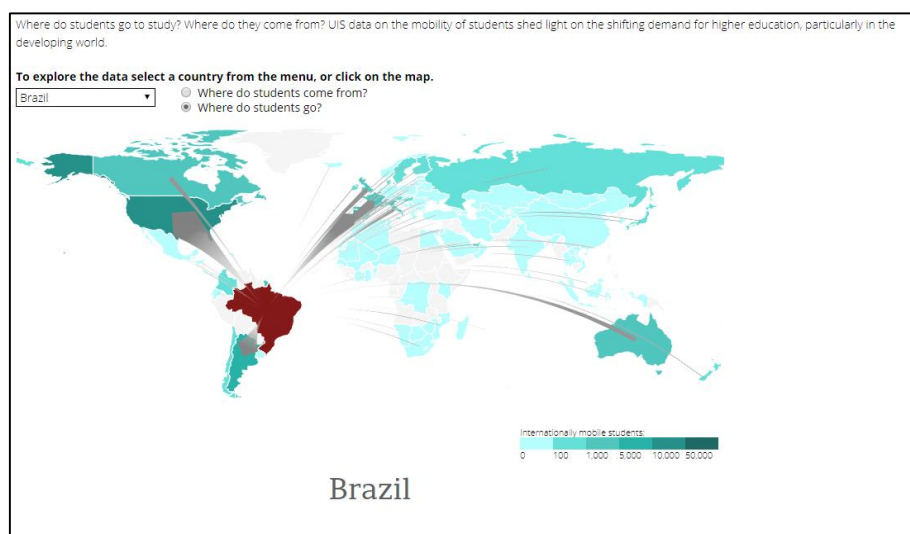 Where do students go to study? Where do they come from? UIS data on the mobility of students shed light on the shifting demand for higher education, particularly in the
developing world.
To explore the data select a country from the menu, or click on the map.
Brazil
Where do students come from?
Where do students go?
Internationally mobile students:
0 100 1,000 5,000 10,000 50,000
Brazil